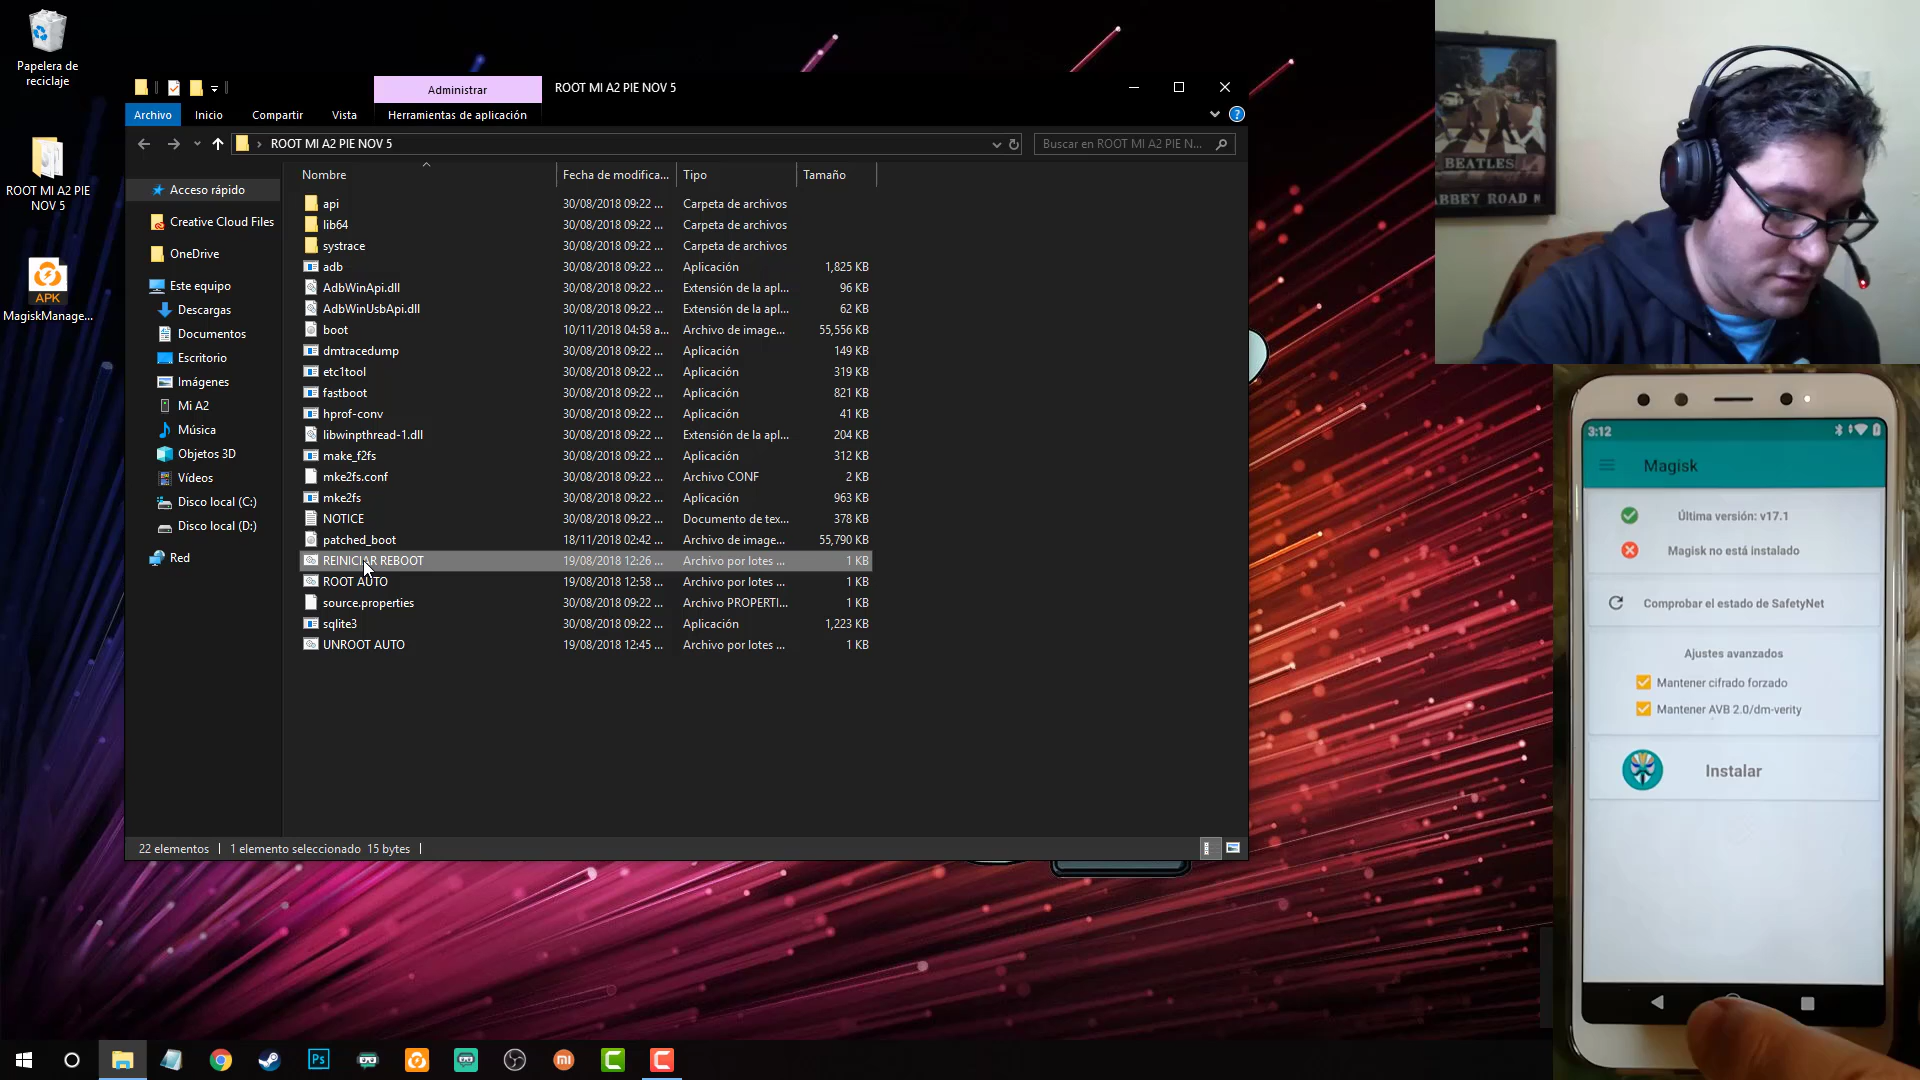 Papelera de
reciclaje
ROOT MI A2 PIE
NOV 5
APK
MagiskManage...
Administrar
ROOT MI A2 PIE NOV 5
Archivo
Inicio
Compartir
Vista
Herramientas de aplicación
ROOT MI A2 PIE NOV 5
Buscar en ROOT MI A2 PIE N...
Nombre
Fecha de modifica...
Tipo
Tamaño
Acceso rápido
Creative Cloud Files
OneDrive
Este equipo
Descargas
Documentos
Escritorio
Imágenes
Mi A2
Música
Objetos 3D
Vídeos
Disco local (C:)
Disco local (D:)
Red
api 30/08/2018 09:22 ... Carpeta de archivos
lib64 30/08/2018 09:22 ... Carpeta de archivos
systrace 30/08/2018 09:22 ... Carpeta de archivos
adb 30/08/2018 09:22 ... Aplicación 1,825 KB
AdbWinApi.dll 30/08/2018 09:22 ... Extensión de la apl... 96 KB
AdbWinUsbApi.dll 30/08/2018 09:22 ... Extensión de la apl... 62 KB
boot 10/11/2018 04:58 a... Archivo de image... 55,556 KB
dmtracedump 30/08/2018 09:22 ... Aplicación 149 KB
etc1tool 30/08/2018 09:22 ... Aplicación 319 KB
fastboot 30/08/2018 09:22 ... Aplicación 821 KB
hprof-conv 30/08/2018 09:22 ... Aplicación 41 KB
libwinpthread-1.dll 30/08/2018 09:22 ... Extensión de la apl... 204 KB
make_f2fs 30/08/2018 09:22 ... Aplicación 312 KB
mke2fs.conf 30/08/2018 09:22 ... Archivo CONF 2 KB
mke2fs 30/08/2018 09:22 ... Aplicación 963 KB
NOTICE 30/08/2018 09:22 ... Documento de tex... 378 KB
patched_boot 18/11/2018 02:42 ... Archivo de image... 55,790 KB
REINICIAR REBOOT 19/08/2018 12:26 ... Archivo por lotes ... 1 KB
ROOT AUTO 19/08/2018 12:58 ... Archivo por lotes ... 1 KB
source.properties 30/08/2018 09:22 ... Archivo PROPERTI... 1 KB
sqlite3 30/08/2018 09:22 ... Aplicación 1,223 KB
UNROOT AUTO 19/08/2018 12:45 ... Archivo por lotes ... 1 KB
22 elementos
1 elemento seleccionado 15 bytes
BEATLES
ABBEY ROAD
3:12
Magisk
Última versión: v17.1
Magisk no está instalado
Comprobar el estado de SafetyNet
Ajustes avanzados
Mantener cifrado forzado
Mantener AVB 2.0/dm-verity
Instalar
Ps
mi
C
C